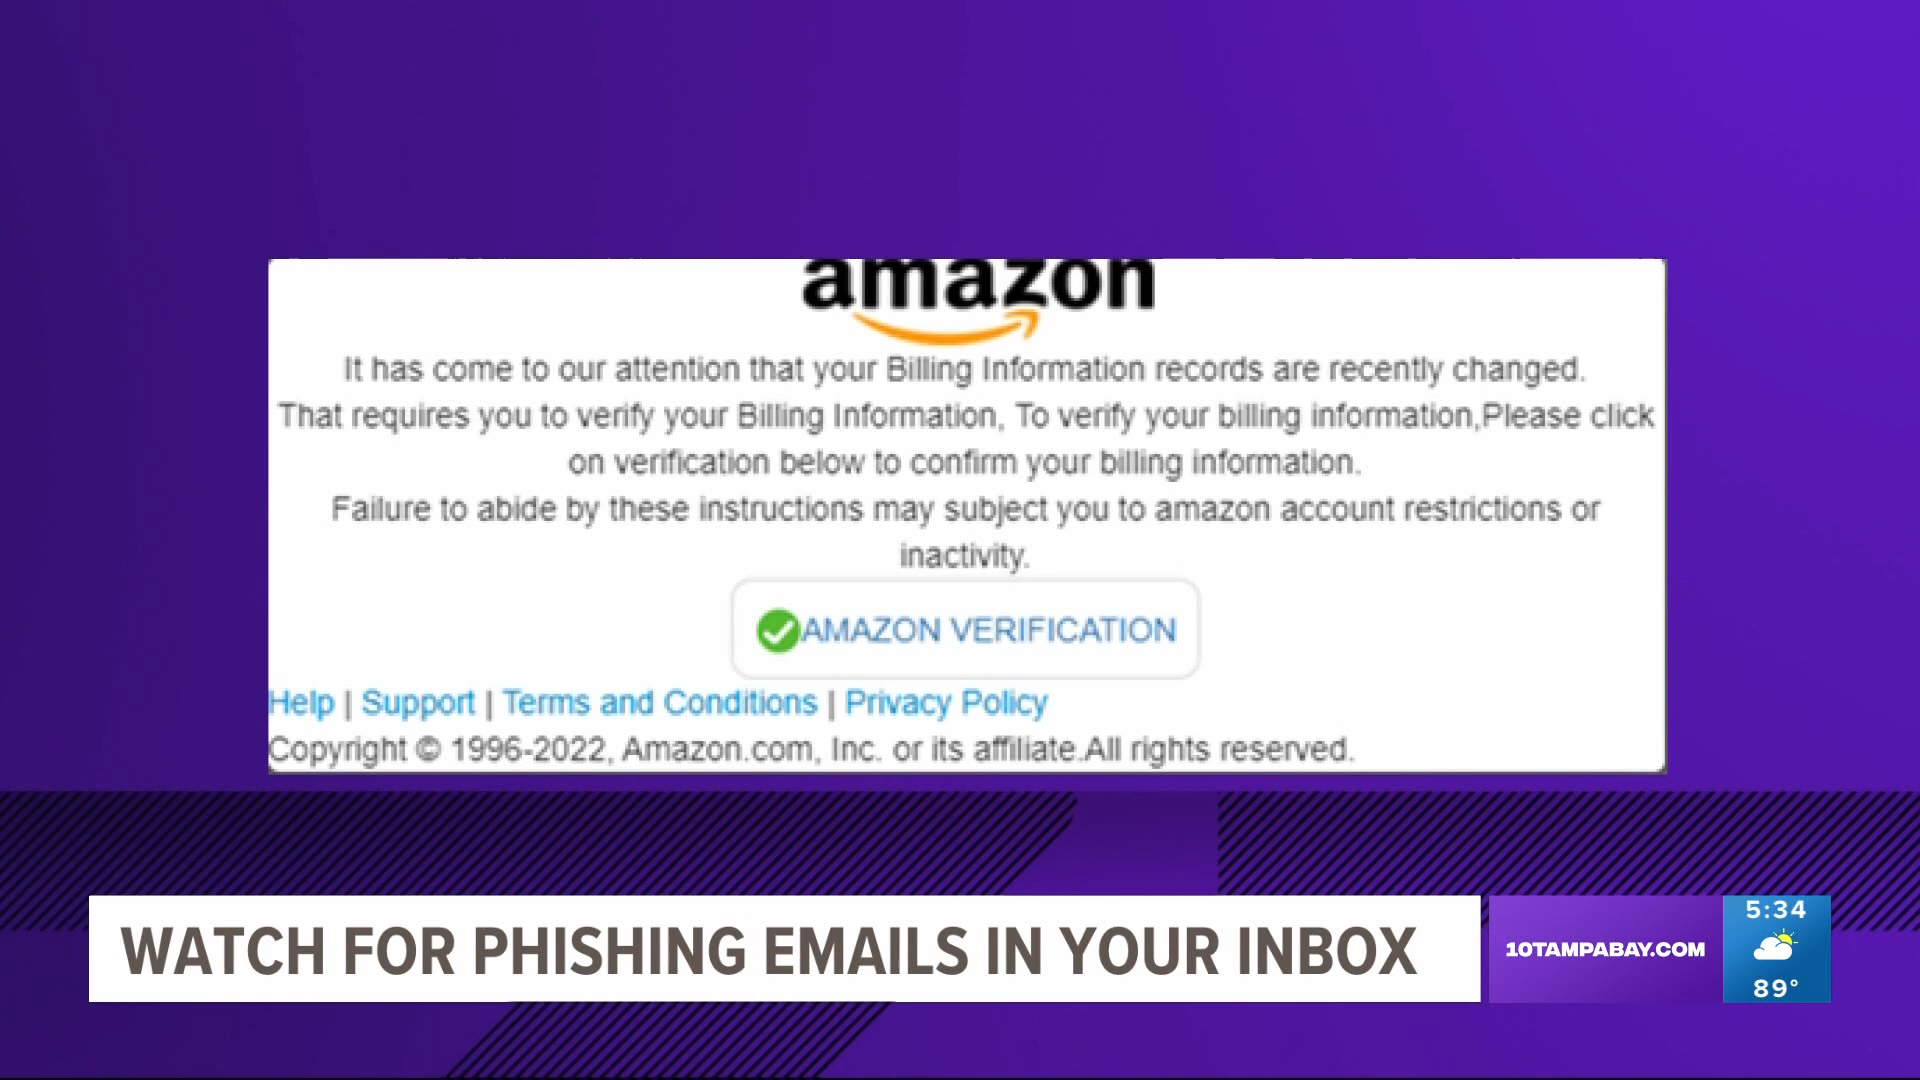 amazon
It has come to our attention that your Billing Information records are recently changed.
That requires you to verify your Billing Information, To verify your billing information,Please click
on verification below to confirm your billing information.
Failure to abide by these instructions may subject you to amazon account restrictions or
inactivity.
AMAZON VERIFICATION
Help | Support | Terms and Conditions | Privacy Policy
Copyright © 1996-2022, Amazon.com, Inc. or its affiliate.All rights reserved.
WATCH FOR PHISHING EMAILS IN YOUR INBOX
10TAMPABAY.COM
5:34
89°